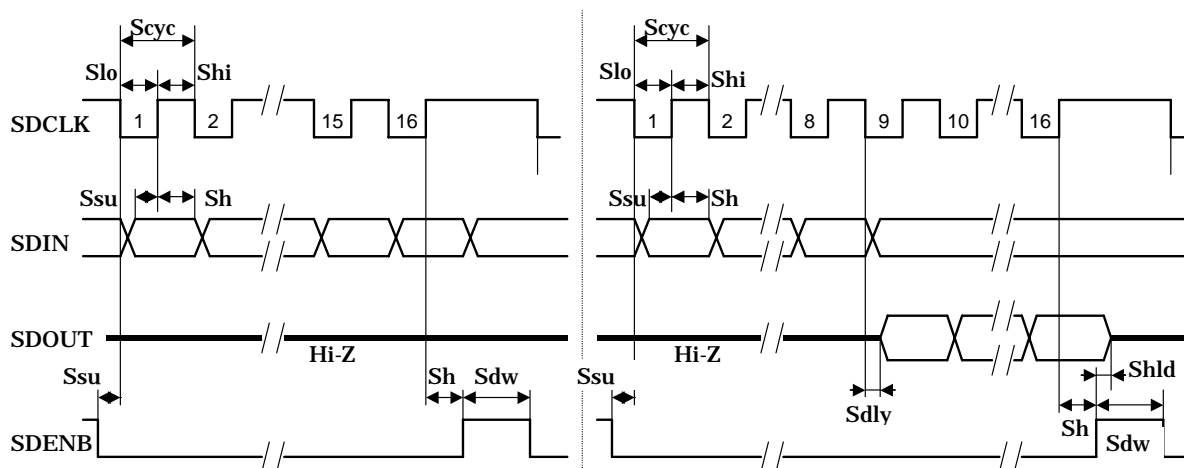 Scyc Scyc
Slo Shi Slo Shi
SDCLK 1 2 15 16 1 2 8 9 10 16
Ssu Sh Ssu Sh
SDIN
SDOUT
Hi-Z Hi-Z
Ssu Sh Sdw Ssu Sdly Shld
SDENB Sh Sdw